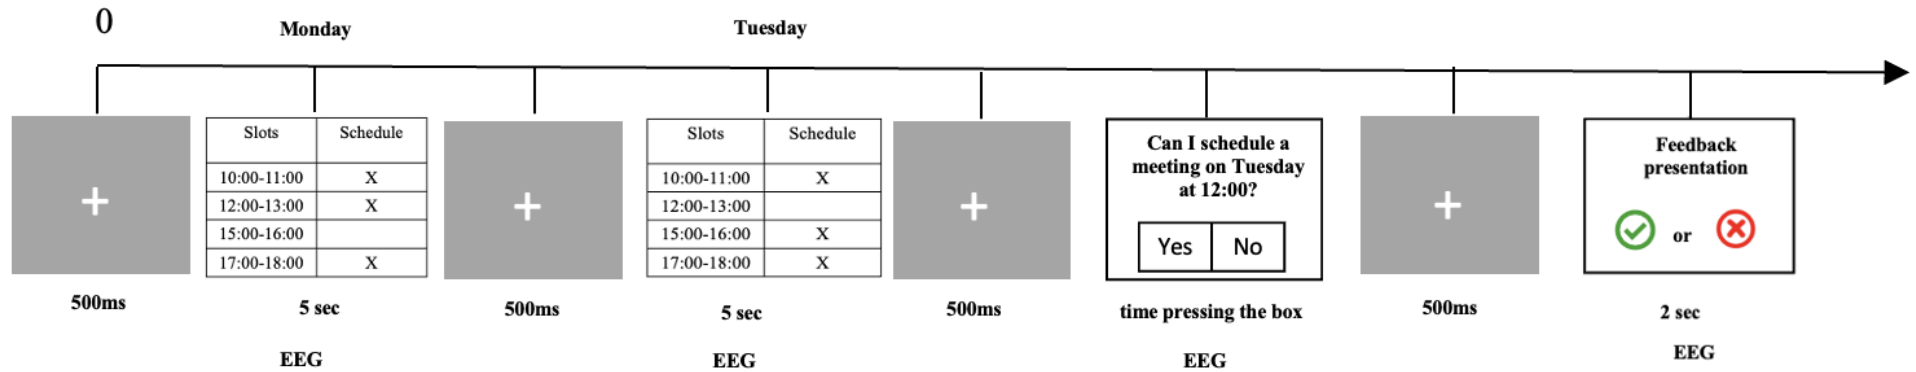 0
Monday
Tuesday
Slots Schedule
10:00-11:00 X
12:00-13:00 X
15:00-16:00
17:00-18:00 X
Slots Schedule
10:00-11:00 X
12:00-13:00
15:00-16:00 X
17:00-18:00 X
Can I schedule a
meeting on Tuesday
at 12:00?
Yes No
Feedback
presentation
or
500ms
5 sec
500ms
5 sec
500ms
time pressing the box
500ms
2 sec
EEG
EEG
EEG
EEG